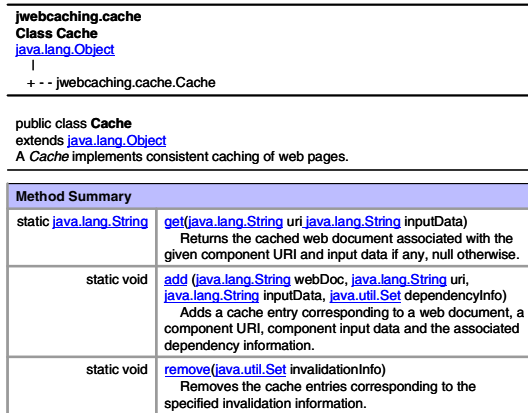 jwebcaching.cache
Class Cache
java.lang.Object
|
+ - - jwebcaching.cache.Cache
public class Cache
extends java.lang.Object
A Cache implements consistent caching of web pages.
Method Summary
static java.lang.String
get(java.lang.String uri java.lang.String inputData)
Returns the cached web document associated with the
given component URI and input data if any, null otherwise.
static void
add (java.lang.String webDoc, java.lang.String uri,
java.lang.String inputData, java.util.Set dependencyInfo)
Adds a cache entry corresponding to a web document, a
component URI, component input data and the associated
dependency information.
static void
remove(java.util.Set invalidationInfo)
Removes the cache entries corresponding to the
specified invalidation information.